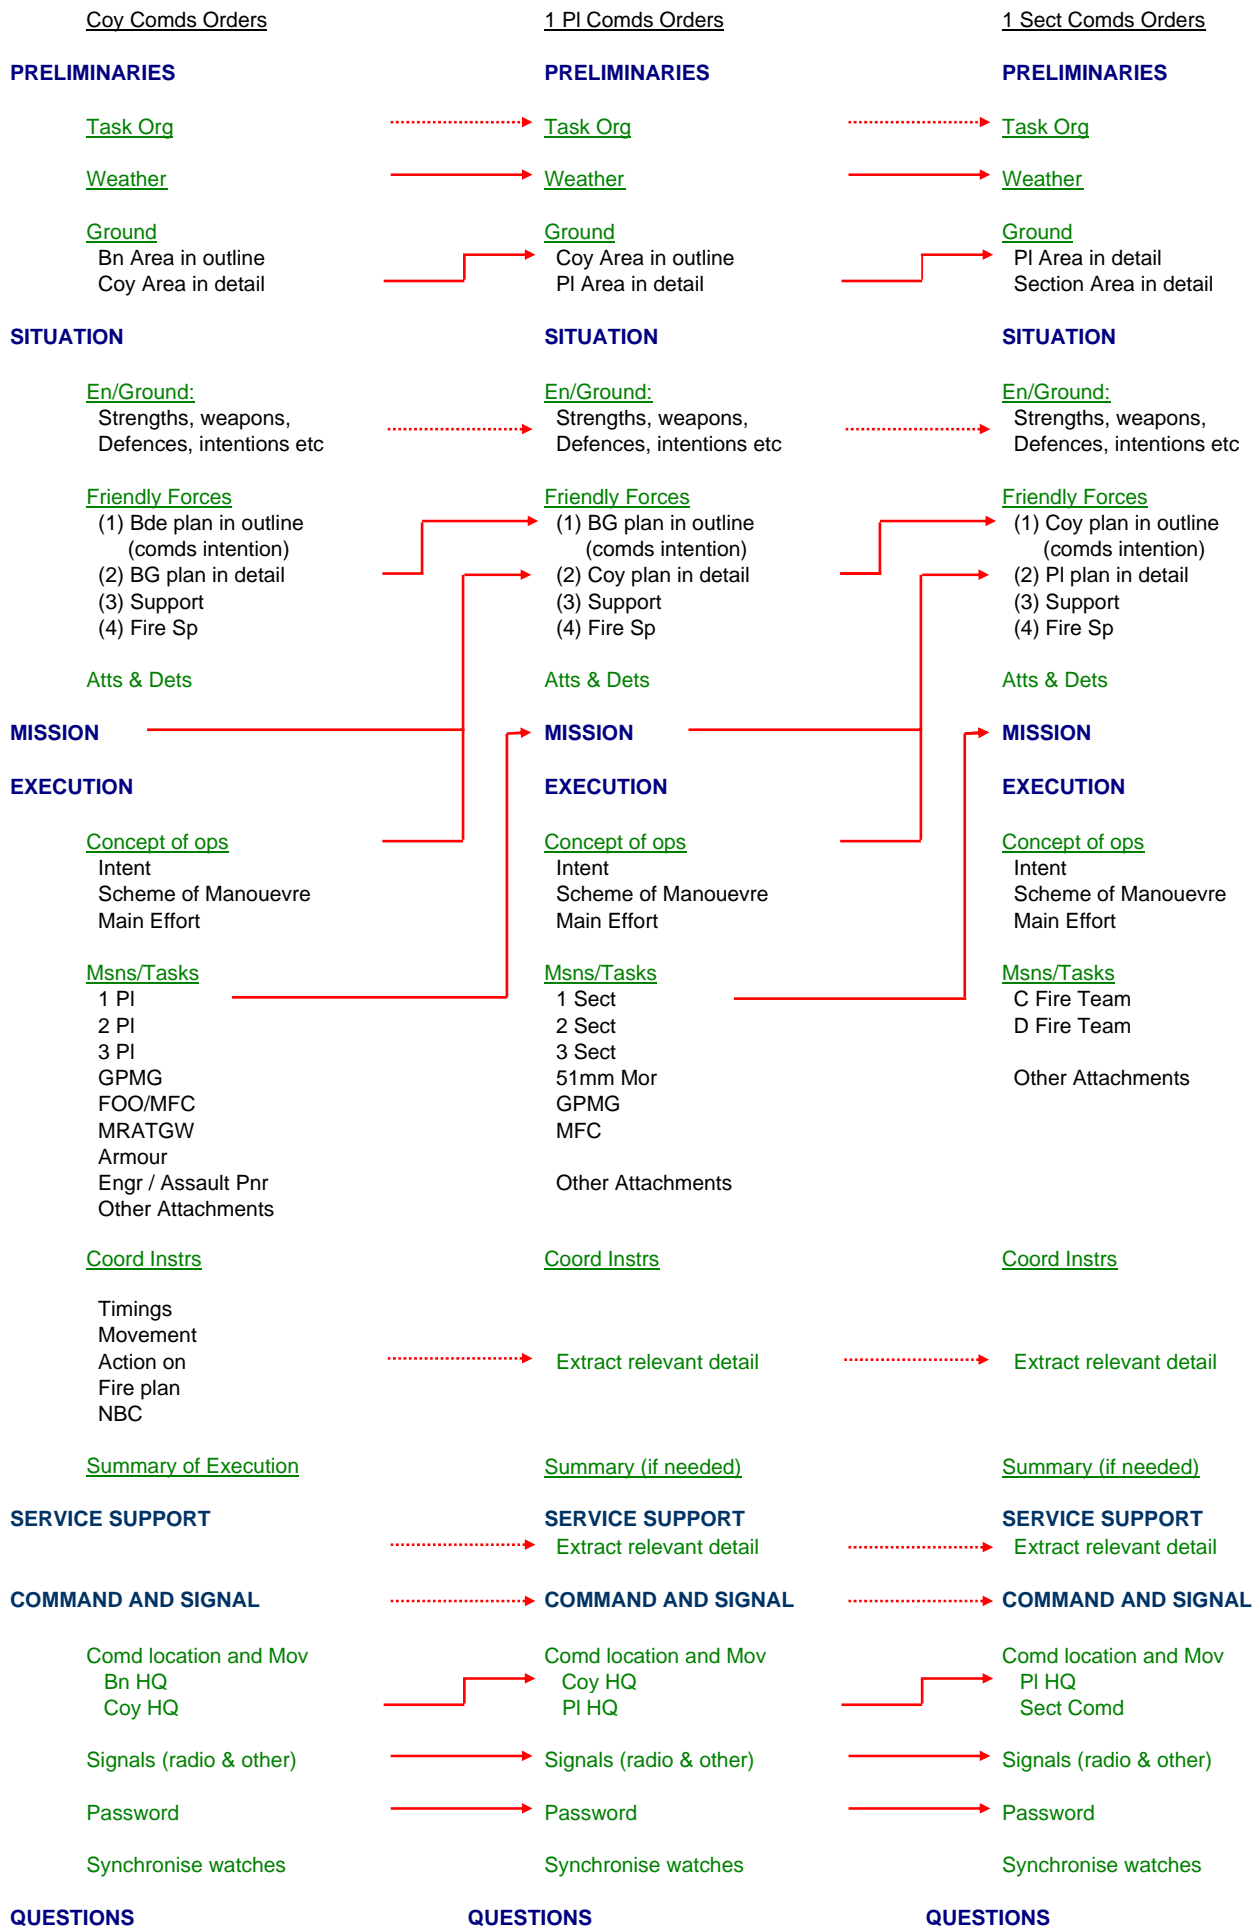 Coy Comds Orders 1 Pl Comds Orders 1 Sect Comds Orders
PRELIMINARIES PRELIMINARIES PRELIMINARIES
Task Org Task Org Task Org
Weather Weather Weather
Ground Ground Ground
Bn Area in outline Coy Area in outline Pl Area in detail
Coy Area in detail Pl Area in detail Section Area in detail
SITUATION SITUATION SITUATION
En/Ground: En/Ground: En/Ground:
Strengths, weapons, Strengths, weapons, Strengths, weapons,
Defences, intentions etc Defences, intentions etc Defences, intentions etc
Friendly Forces Friendly Forces Friendly Forces
(1) Bde plan in outline (1) BG plan in outline (1) Coy plan in outline
(comds intention) (comds intention) (comds intention)
(2) BG plan in detail (2) Coy plan in detail (2) Pl plan in detail
(3) Support (3) Support (3) Support
(4) Fire Sp (4) Fire Sp (4) Fire Sp
Atts & Dets Atts & Dets Atts & Dets
MISSION MISSION MISSION
EXECUTION EXECUTION EXECUTION
Concept of ops Concept of ops Concept of ops
Intent Intent Intent
Scheme of Manouevre Scheme of Manouevre Scheme of Manouevre
Main Effort Main Effort Main Effort
Msns/Tasks Msns/Tasks Msns/Tasks
1 Pl 1 Sect C Fire Team
2 Pl 2 Sect D Fire Team
3 Pl 3 Sect
GPMG 51mm Mor Other Attachments
FOO/MFC GPMG
MRATGW MFC
Armour
Engr / Assault Pnr Other Attachments
Other Attachments
Coord Instrs Coord Instrs Coord Instrs
Timings
Movement
Action on Extract relevant detail Extract relevant detail
Fire plan
NBC
Summary of Execution Summary (if needed) Summary (if needed)
SERVICE SUPPORT SERVICE SUPPORT SERVICE SUPPORT
Extract relevant detail Extract relevant detail
COMMAND AND SIGNAL COMMAND AND SIGNAL COMMAND AND SIGNAL
Comd location and Mov Comd location and Mov Comd location and Mov
Bn HQ Coy HQ Pl HQ
Coy HQ Pl HQ Sect Comd
Signals (radio & other) Signals (radio & other) Signals (radio & other)
Password Password Password
Synchronise watches Synchronise watches Synchronise watches
QUESTIONS QUESTIONS QUESTIONS